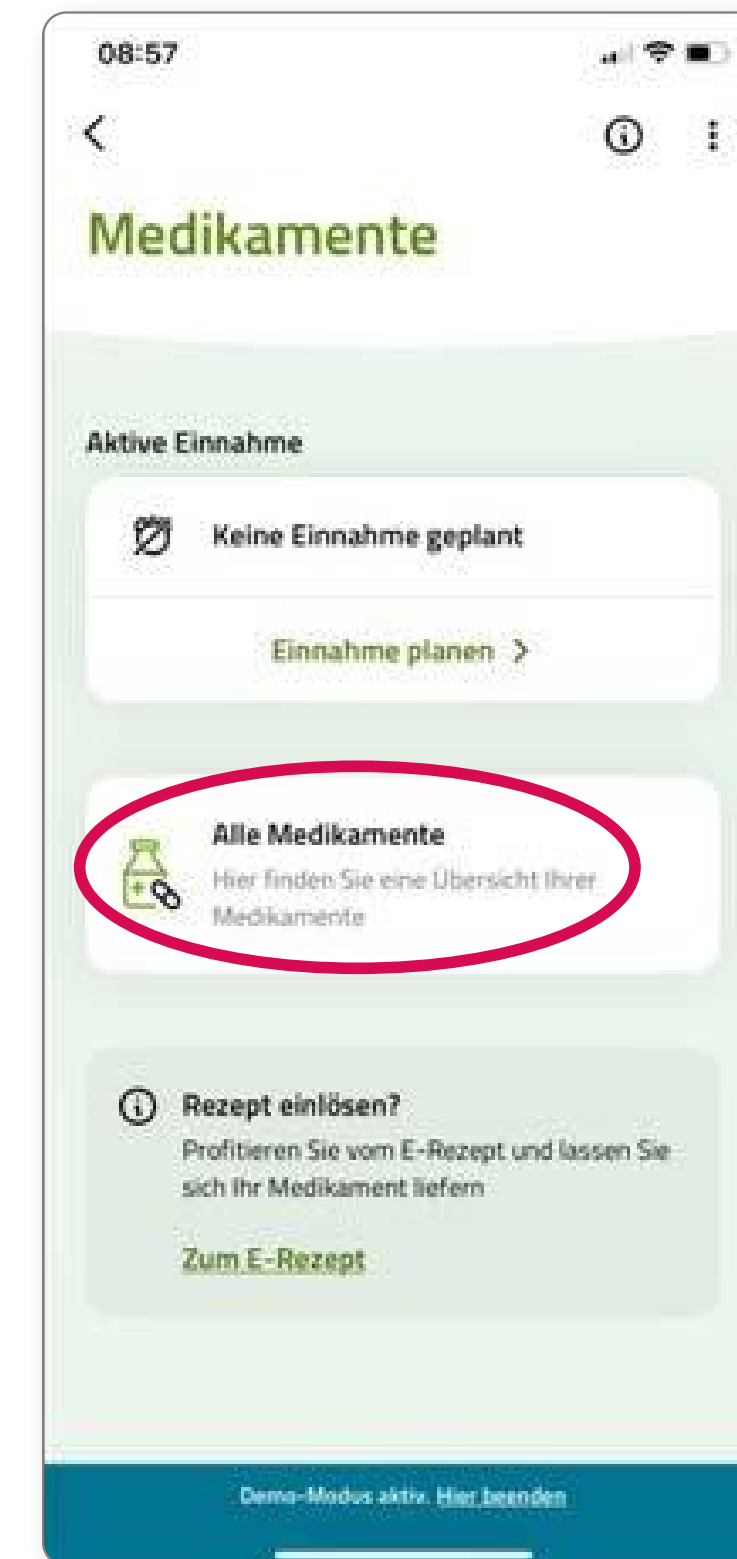 08:57
Medikamente
Aktive Einnahme
Keine Einnahme geplant
Einnahme planen
Alle Medikamente
Hier finden Sie eine Übersicht Ihrer
Medikamente
Rezept einlösen?
Profitieren Sie vom E-Rezept und lassen Sie
sich Ihr Medikament liefern
Zum E-Rezept
Demo-Modus aktiv. Hier beenden